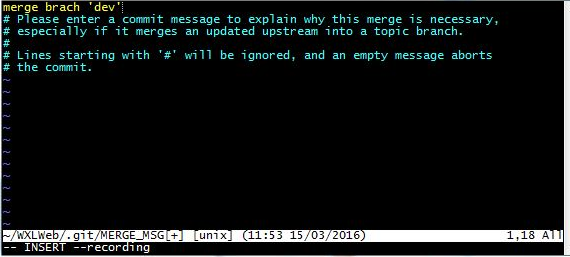 merge brach 'dev'
# Please enter a commit message to explain why this merge is necessary,
# especially if it merges an updated upstream into a topic branch.
#
# Lines starting with '#' will be ignored, and an empty message aborts
# the commit.
~
~
~
~
~
~
~
~
~
~
~
~
~/WXLWeb/.git/MERGE_MSG[+] [unix] (11:53 15/03/2016) 1,18 All
-- INSERT --recording